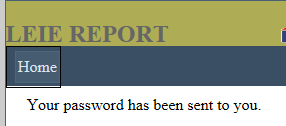 LEIE REPORT
Home
Your password has been sent to you.